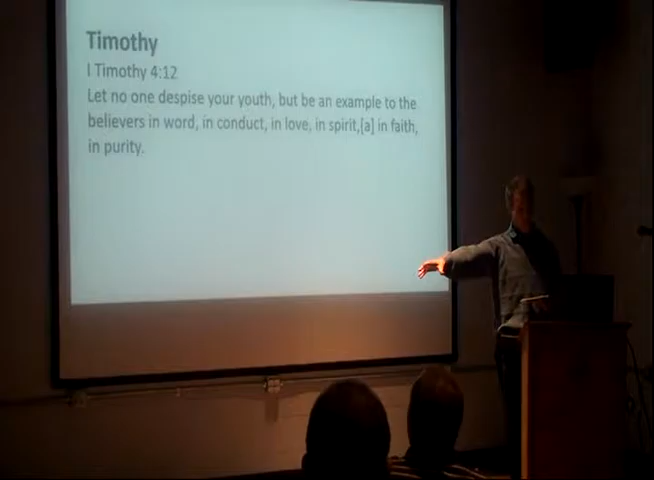 Timothy
I Timothy 4:12
Let no one despise your youth, but be an example to the
believers in word, in conduct, in love, in spirit,[a] in faith,
in purity.